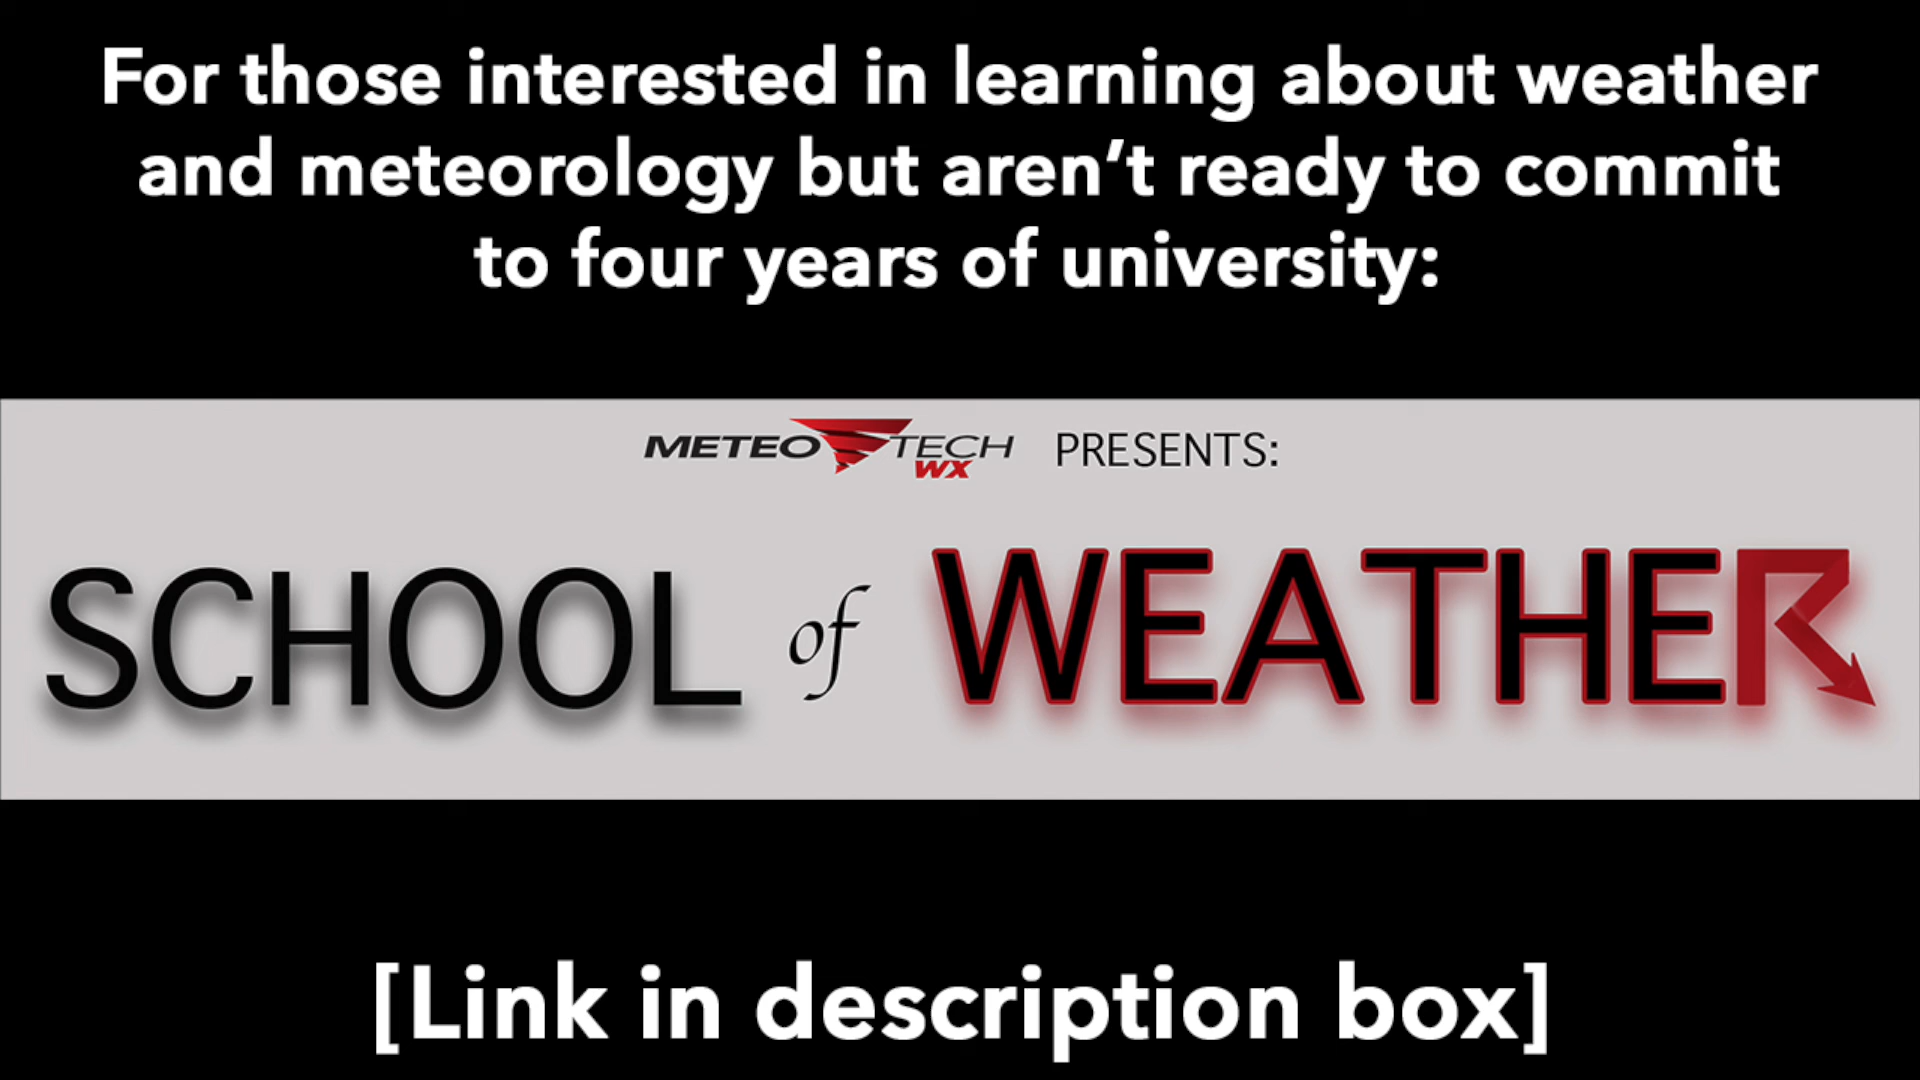 For those interested in learning about weather
and meteorology but aren’t ready to commit
to four years of university:
METEO TECH WX PRESENTS:
SCHOOL of WEATHER
[Link in description box]